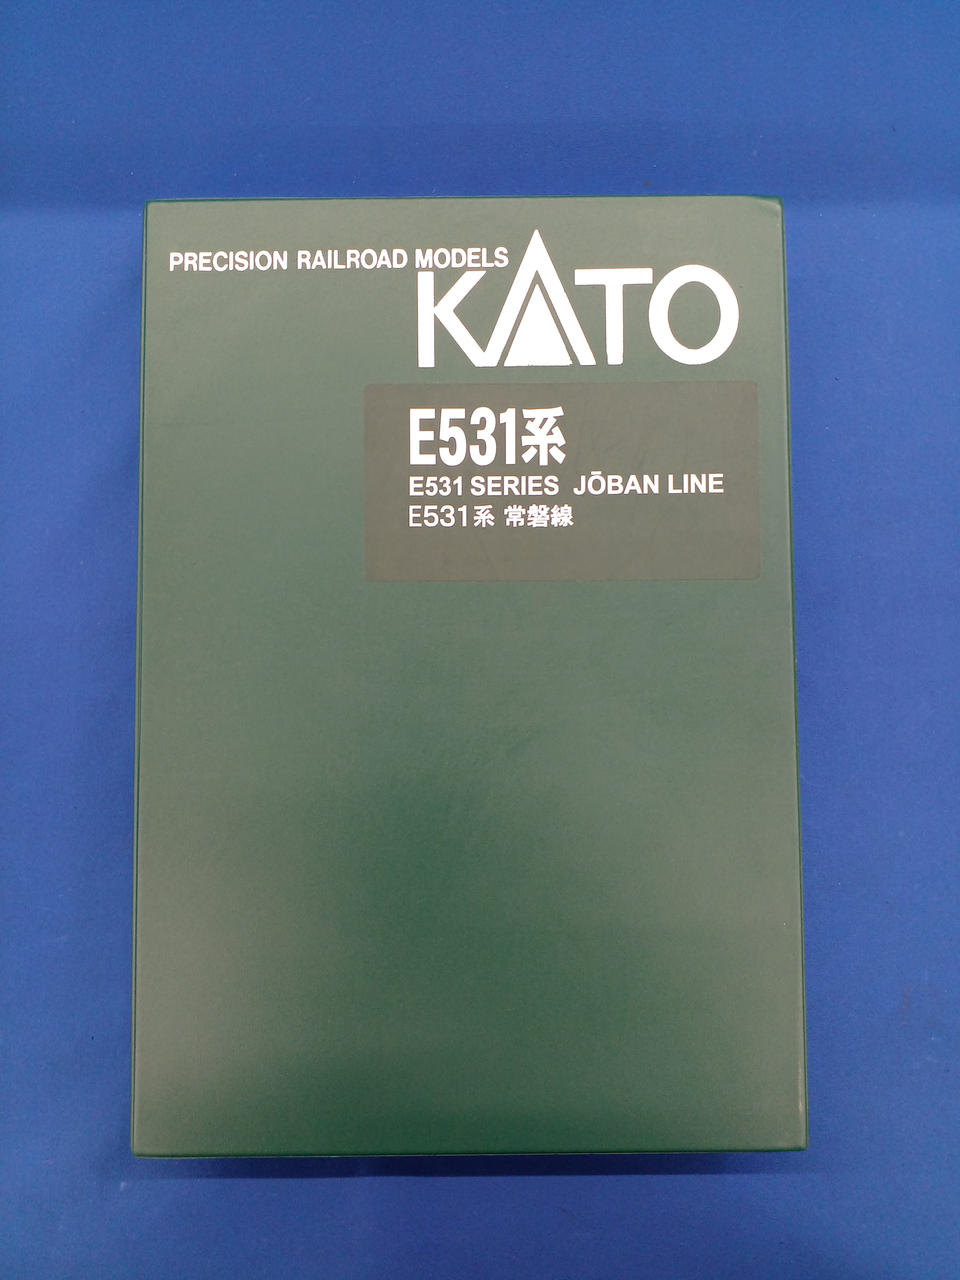 PRECISION RAILROAD MODELS
KATO
E531系
E531 SERIES JŌBAN LINE
E531系 常磐線